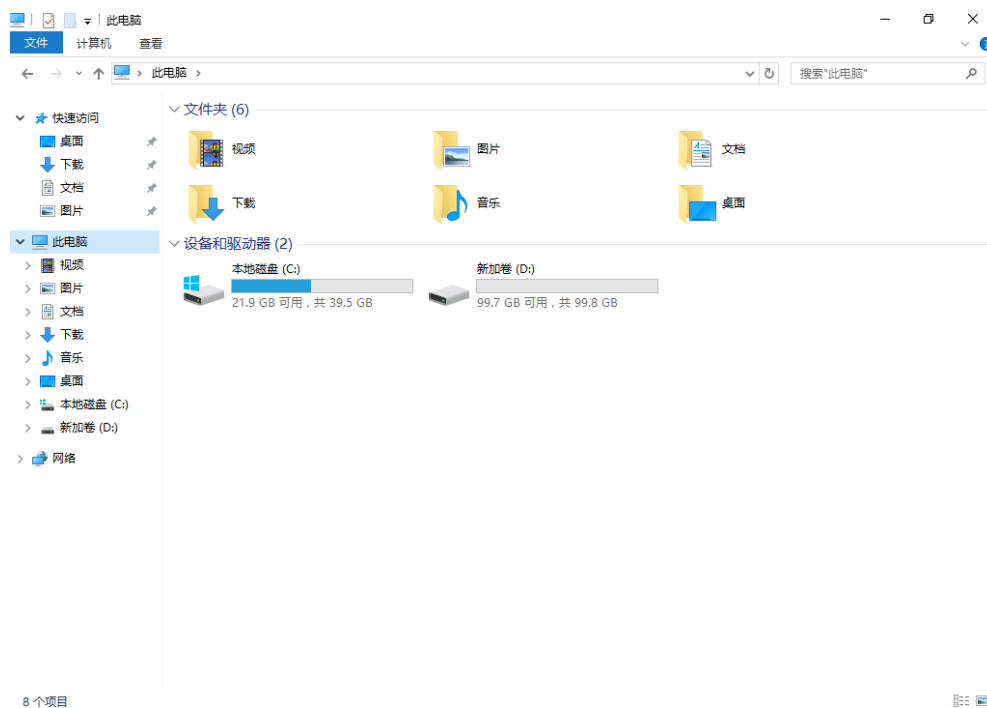 此电脑
文件 计算机 查看
此电脑
搜索"此电脑"
快速访问
桌面
下载
文档
图片
此电脑
视频
图片
文档
下载
音乐
桌面
本地磁盘 (C:)
新加卷 (D:)
网络
文件夹 (6)
视频 图片 文档
下载 音乐 桌面
设备和驱动器 (2)
本地磁盘 (C:)
21.9 GB 可用，共 39.5 GB
新加卷 (D:)
99.7 GB 可用，共 99.8 GB
8 个项目